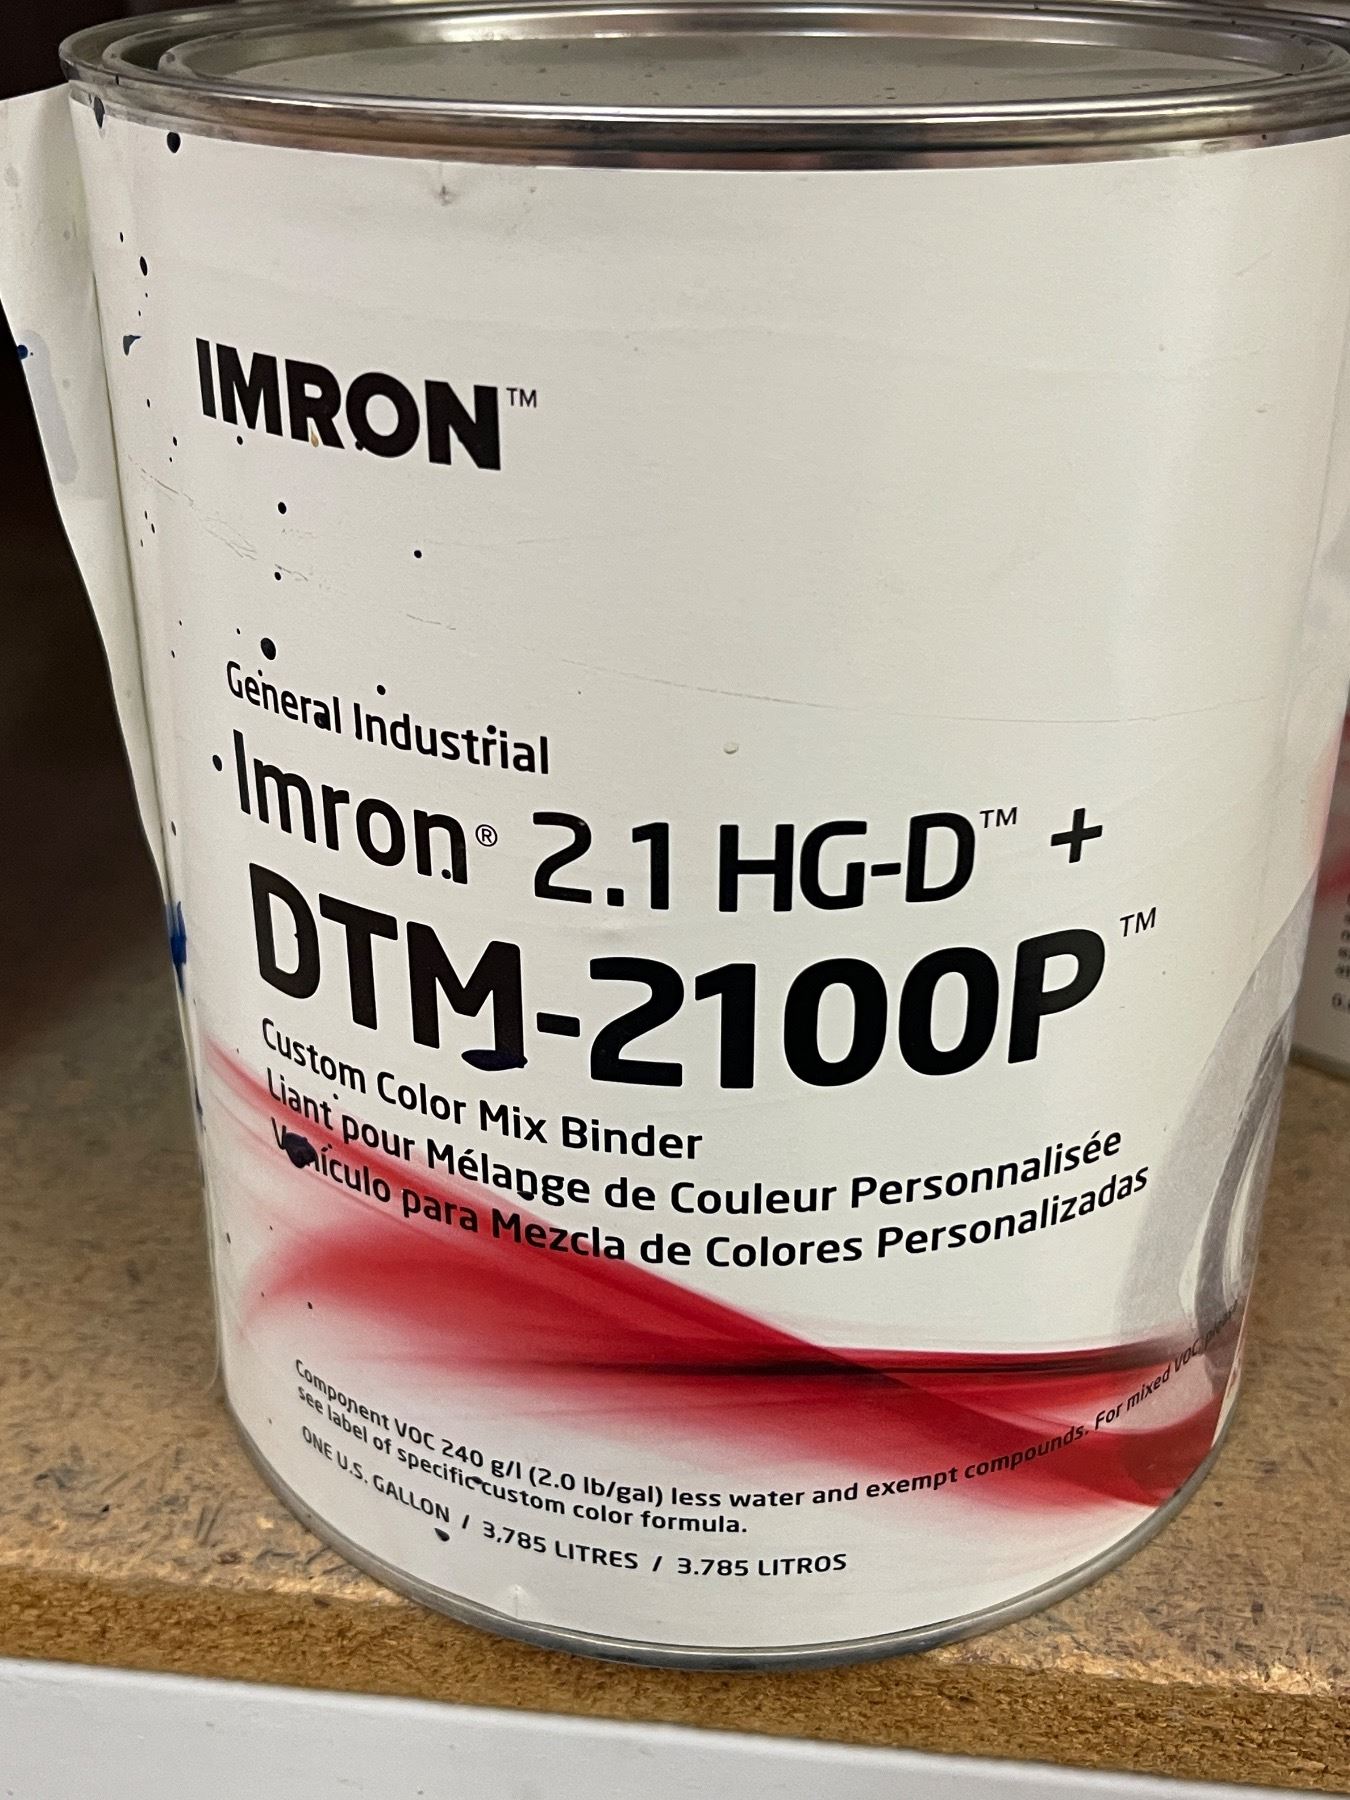 IMRON™
General Industrial
Imron® 2.1 HG-D™ +
DTM-2100P™
Custom Color Mix Binder
Liant pour Mélange de Couleur Personnalisée
Vehículo para Mezcla de Colores Personalizadas
Component VOC 240 g/l (2.0 lb/gal) less water and exempt compounds. For mixed VOC, please
see label of specific custom color formula.
ONE U.S. GALLON / 3,785 LITRES / 3.785 LITROS